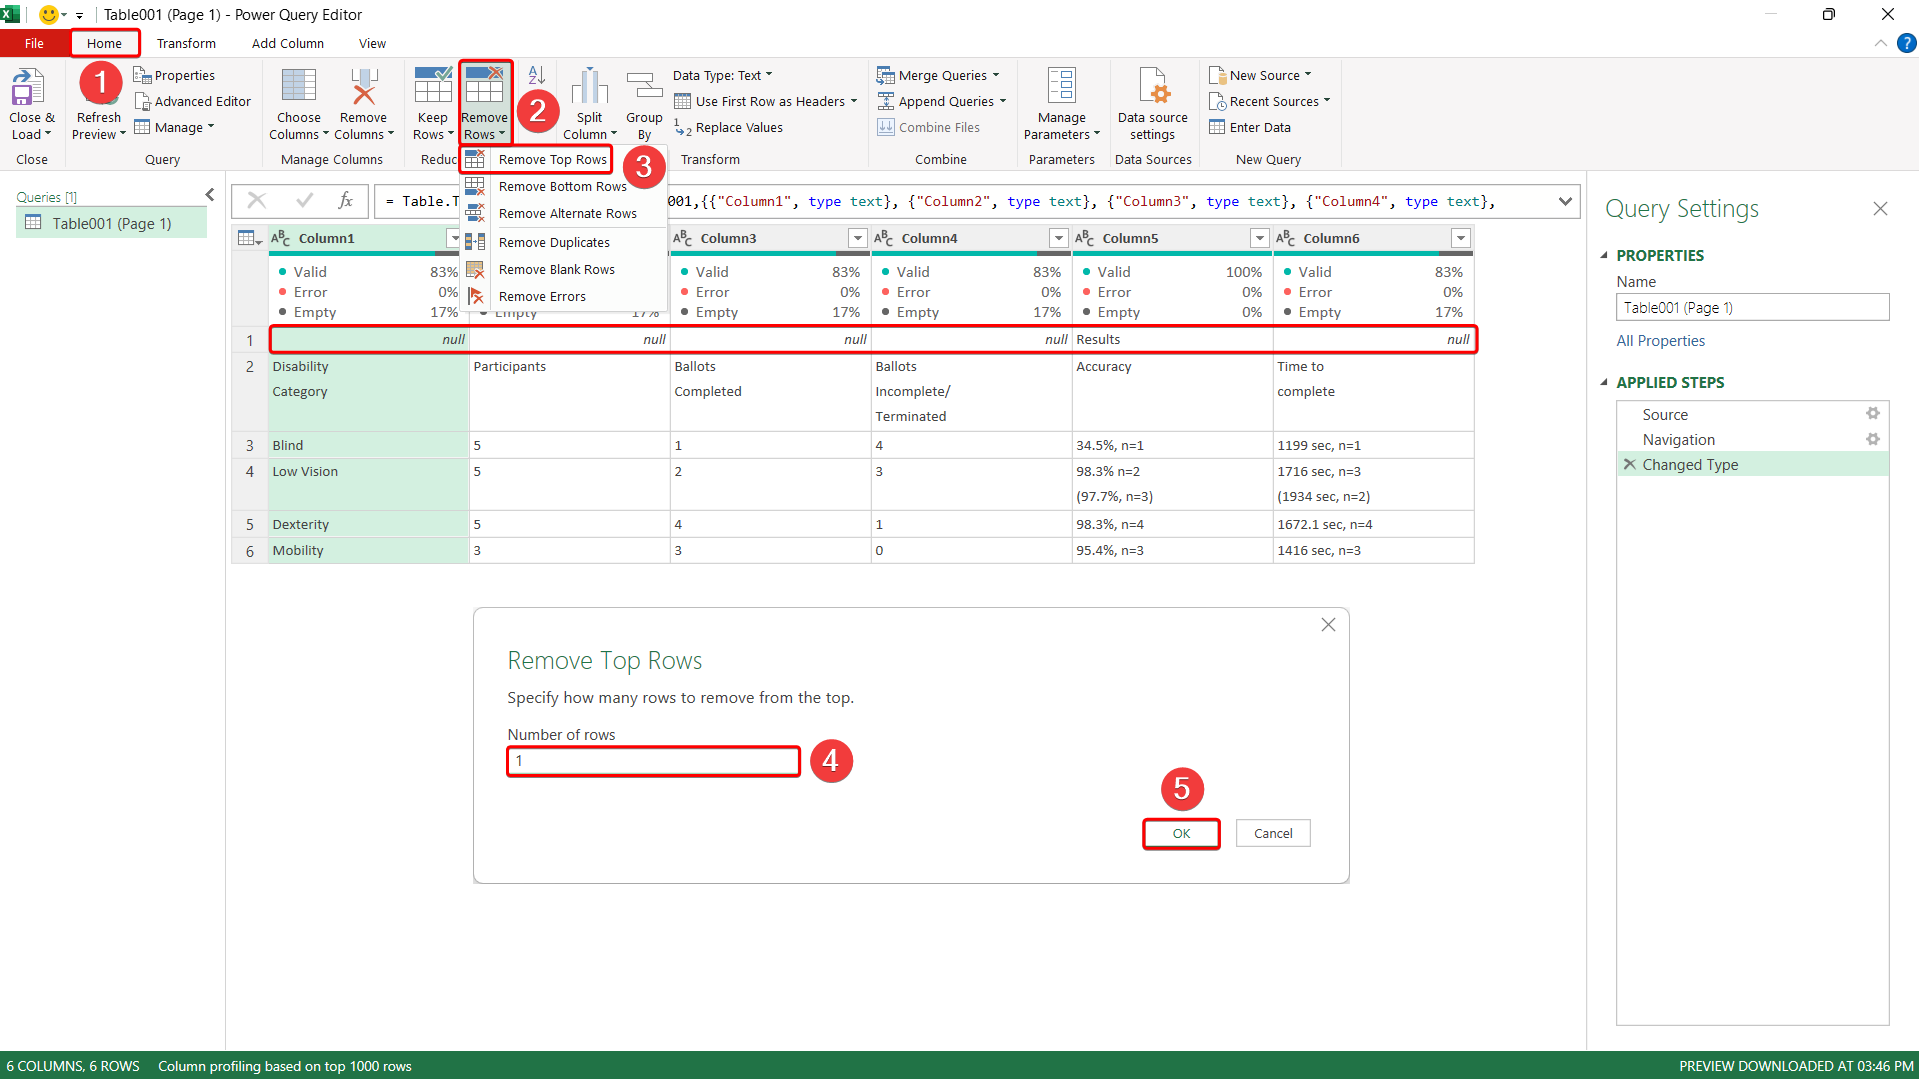 Table001 (Page 1) - Power Query Editor
File
Home
Transform
Add Column
View
1
2
3
Close &
Load
Close
Refresh
Preview
Properties
Advanced Editor
Manage
Query
Choose
Columns
Remove
Columns
Manage Columns
Keep
Rows
Remove
Rows
Reduc
Split
Column
Group
By
Data Type: Text
Use First Row as Headers
Replace Values
Transform
Merge Queries
Append Queries
Combine Files
Combine
Manage
Parameters
Parameters
Data source
settings
Data Sources
New Source
Recent Sources
Enter Data
New Query
Remove Top Rows
Remove Bottom Rows
Remove Alternate Rows
Remove Duplicates
Remove Blank Rows
Remove Errors
Queries [1]
Table001 (Page 1)
fx = Table.T 001,{{"Column1", type text}, {"Column2", type text}, {"Column3", type text}, {"Column4", type text},
ABC Column1 ABC Column3 ABC Column4 ABC Column5 ABC Column6
Valid 83% Valid 83% Valid 83% Valid 100% Valid 83%
Error 0% Error 0% Error 0% Error 0% Error 0%
Empty 17% Empty 17% Empty 17% Empty 17% Empty 0% Empty 17%
1 null null null null Results null
2 Disability Participants Ballots Ballots Accuracy Time to
Category Completed Incomplete/ complete
Terminated
3 Blind 5 1 4 34.5%, n=1 1199 sec, n=1
4 Low Vision 5 2 3 98.3% n=2 1716 sec, n=3
(97.7%, n=3) (1934 sec, n=2)
5 Dexterity 5 4 1 98.3%, n=4 1672.1 sec, n=4
6 Mobility 3 3 0 95.4%, n=3 1416 sec, n=3
Remove Top Rows
Specify how many rows to remove from the top.
Number of rows
1
4
5
OK
Cancel
Query Settings
PROPERTIES
Name
Table001 (Page 1)
All Properties
APPLIED STEPS
Source
Navigation
Changed Type
6 COLUMNS, 6 ROWS Column profiling based on top 1000 rows
PREVIEW DOWNLOADED AT 03:46 PM